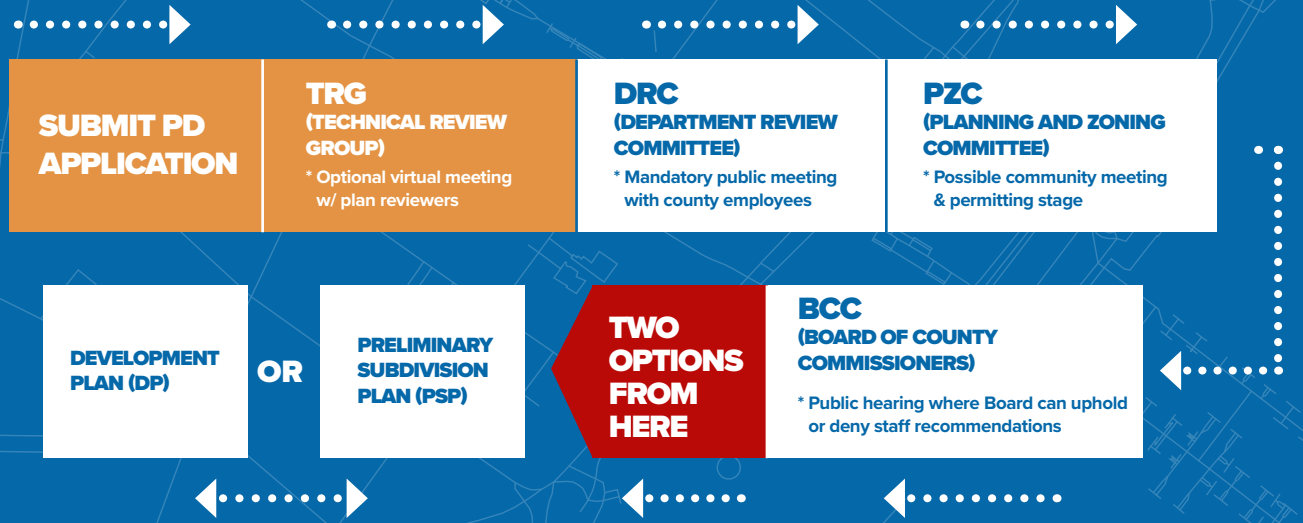 SUBMIT PD
APPLICATION
TRG
(TECHNICAL REVIEW
GROUP)
* Optional virtual meeting
w/ plan reviewers
DRC
(DEPARTMENT REVIEW
COMMITTEE)
* Mandatory public meeting
with county employees
PZC
(PLANNING AND ZONING
COMMITTEE)
* Possible community meeting
& permitting stage
BCC
(BOARD OF COUNTY
COMMISSIONERS)
* Public hearing where Board can uphold
or deny staff recommendations
TWO
OPTIONS
FROM
HERE
PRELIMINARY
SUBDIVISION
PLAN (PSP)
OR
DEVELOPMENT
PLAN (DP)